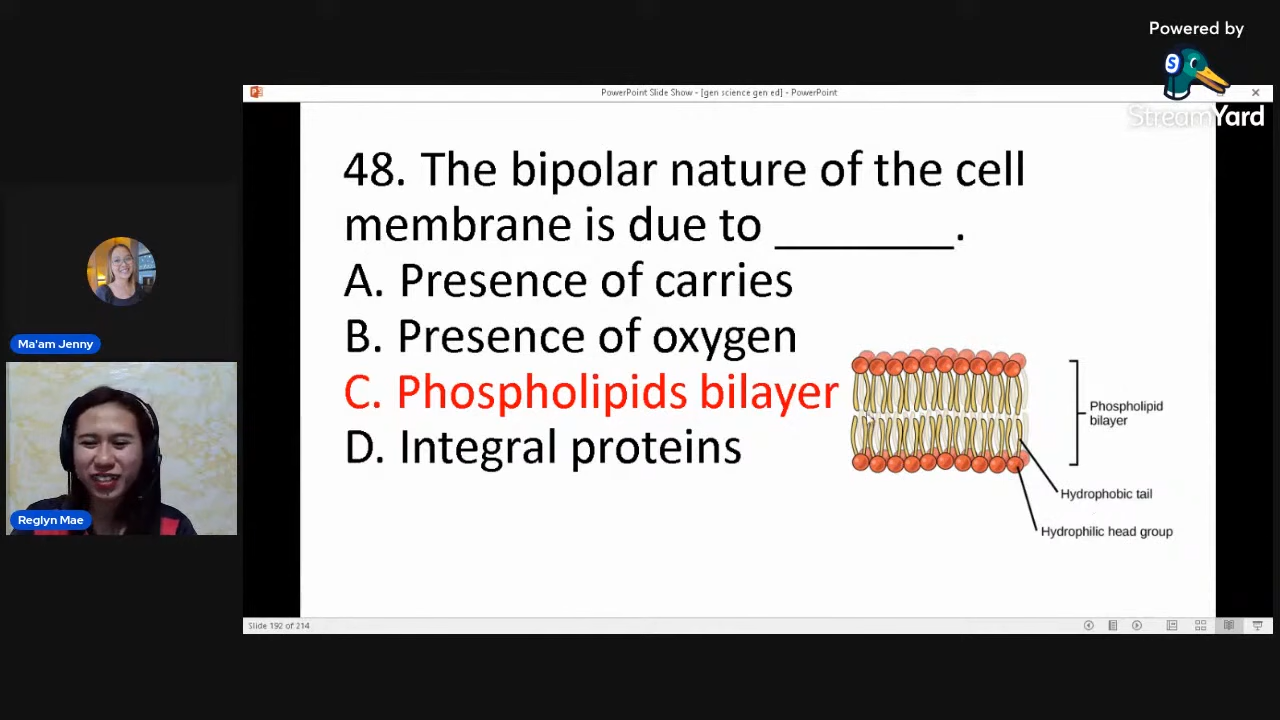 Powered by
S
StreamYard
PowerPoint Slide Show - [gen science gen ed] - PowerPoint
48. The bipolar nature of the cell
membrane is due to _______.
A. Presence of carries
B. Presence of oxygen
C. Phospholipids bilayer
D. Integral proteins
Phospholipid
bilayer
Hydrophobic tail
Hydrophilic head group
Ma'am Jenny
Reglyn Mae
Slide 192 of 214